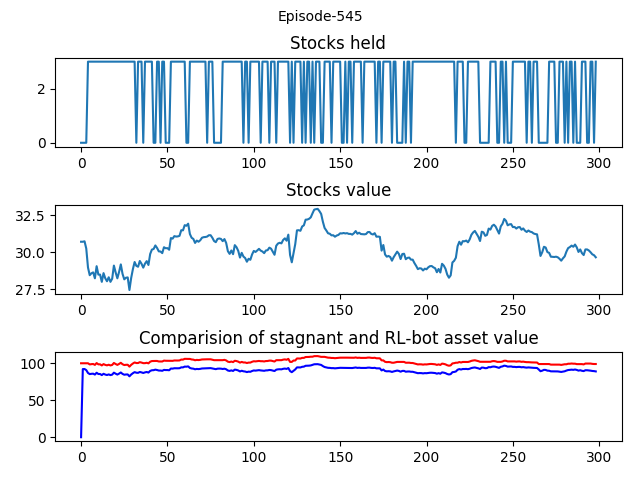 Episode-545
Stocks held
2
0
0 50 100 150 200 250 300
Stocks value
32.5
30.0
27.5
0 50 100 150 200 250 300
Comparision of stagnant and RL-bot asset value
100
50
0
0 50 100 150 200 250 300